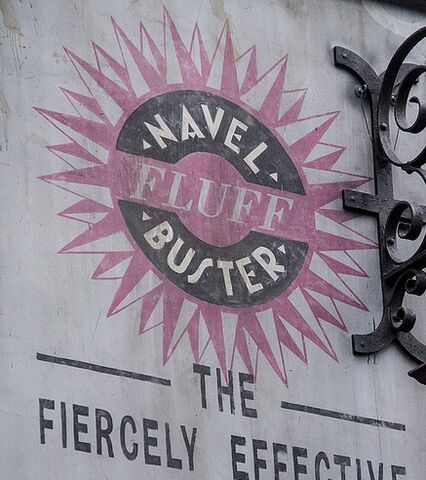 NAVEL
FLUFF
BUSTER
THE
FIERCELY EFFECTIVE